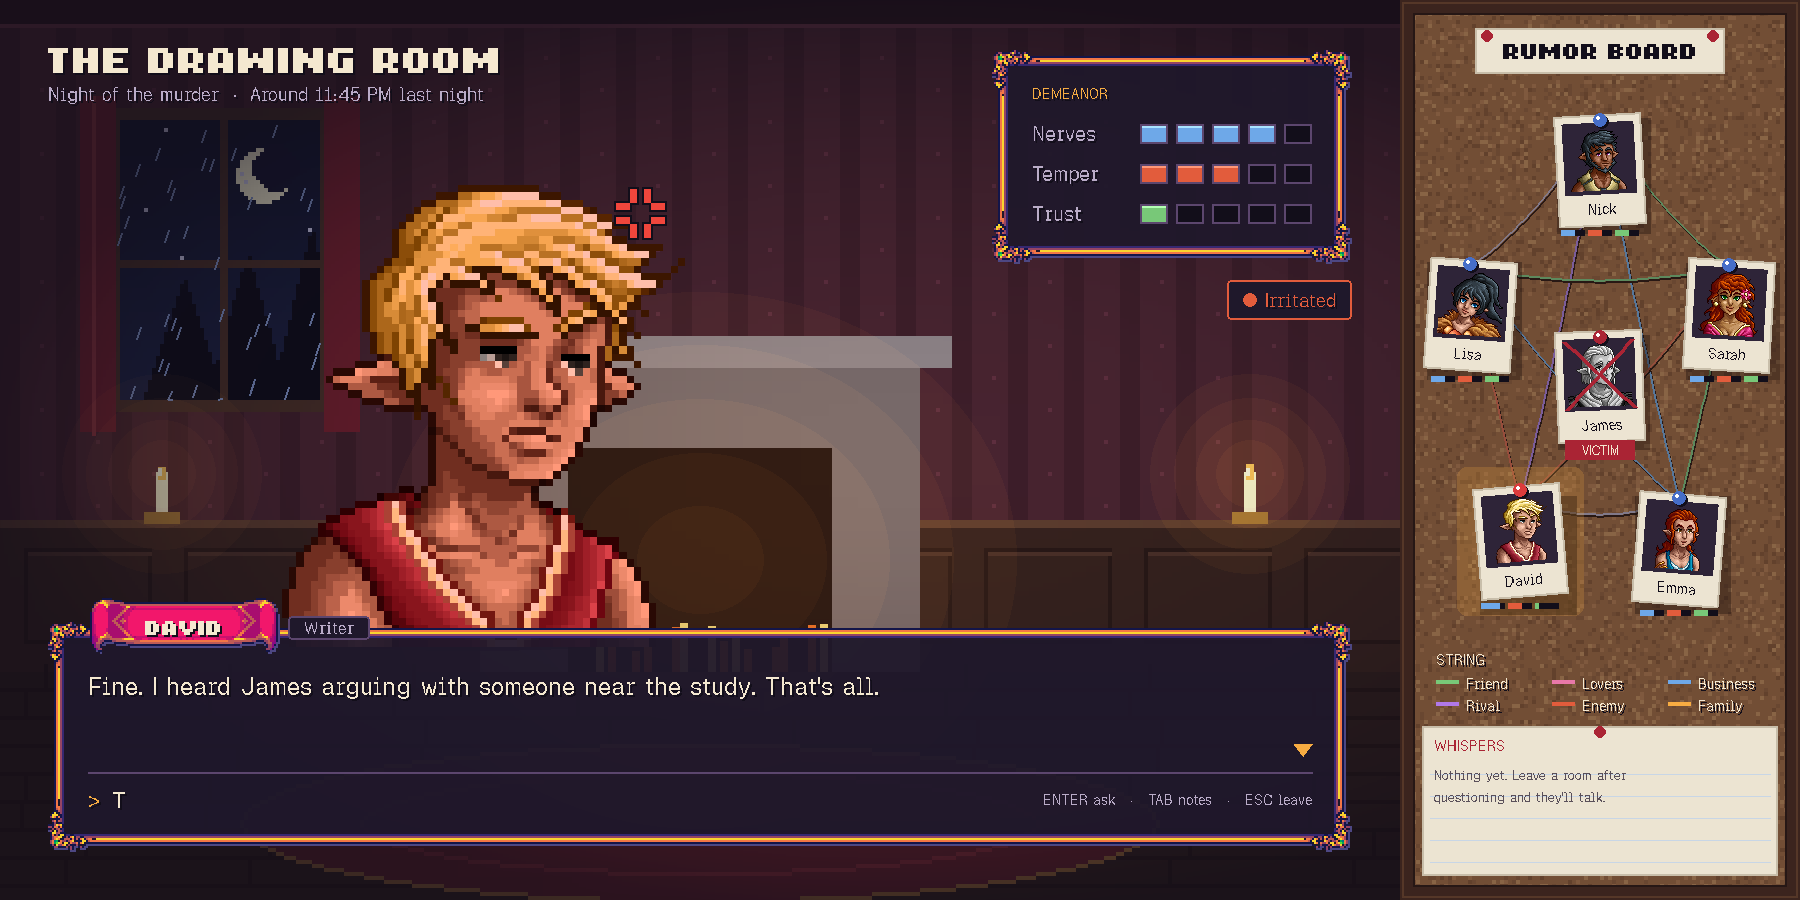 THE DRAWING ROOM
Night of the murder · Around 11:45 PM last night
DEMEANOR
Nerves
Temper
Trust
Irritated
DAVID
Writer
Fine. I heard James arguing with someone near the study. That's all.
> T
ENTER ask · TAB notes · ESC leave
RUMOR BOARD
Nick
Lisa
Sarah
James
VICTIM
David
Emma
STRING
Friend
Lovers
Business
Rival
Enemy
Family
WHISPERS
Nothing yet. Leave a room after
questioning and they'll talk.